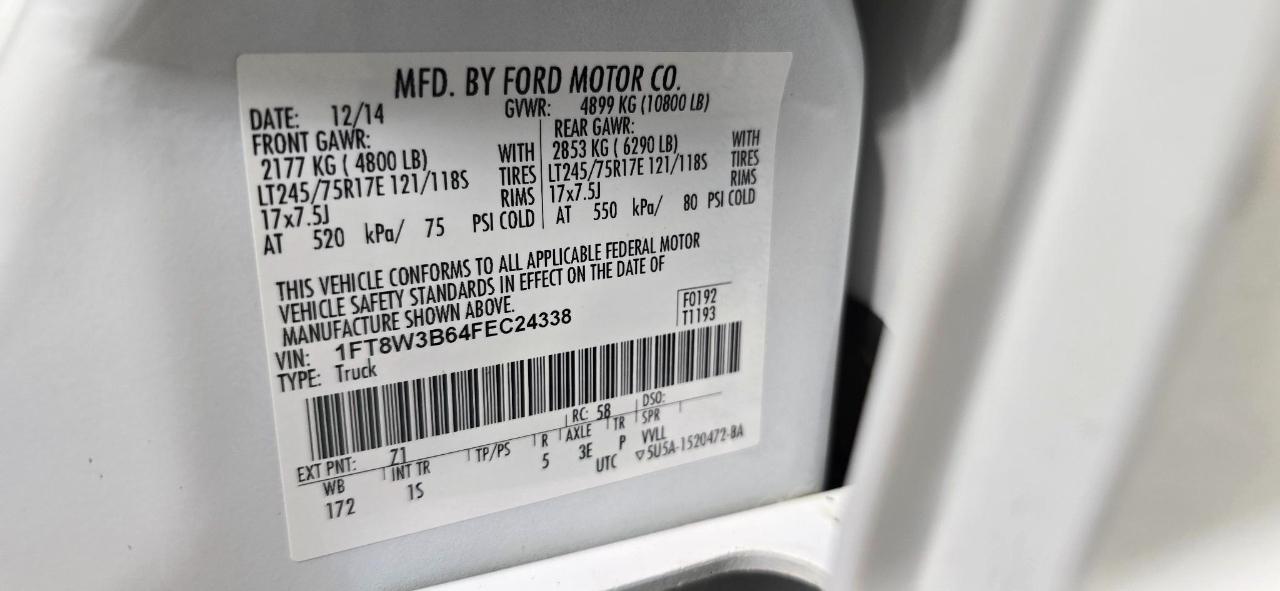 MFD. BY FORD MOTOR CO.
DATE: 12/14 GVWR: 4899 KG (10800 LB)
FRONT GAWR: REAR GAWR:
2177 KG ( 4800 LB) WITH 2853 KG ( 6290 LB) WITH
LT245/75R17E 121/118S TIRES LT245/75R17E 121/118S TIRES
17x7.5J RIMS 17x7.5J RIMS
AT 520 kPa/ 75 PSI COLD AT 550 kPa/ 80 PSI COLD
THIS VEHICLE CONFORMS TO ALL APPLICABLE FEDERAL MOTOR
VEHICLE SAFETY STANDARDS IN EFFECT ON THE DATE OF
MANUFACTURE SHOWN ABOVE.
F0192
T1193
VIN: 1FT8W3B64FEC24338
TYPE: Truck
EXT PNT: 71 RC: 58 DSO:
WB INT TR TP/PS R AXLE TR SPR
172 1S 5 3E P VVLL
UTC ▽5U5A-1520472-BA